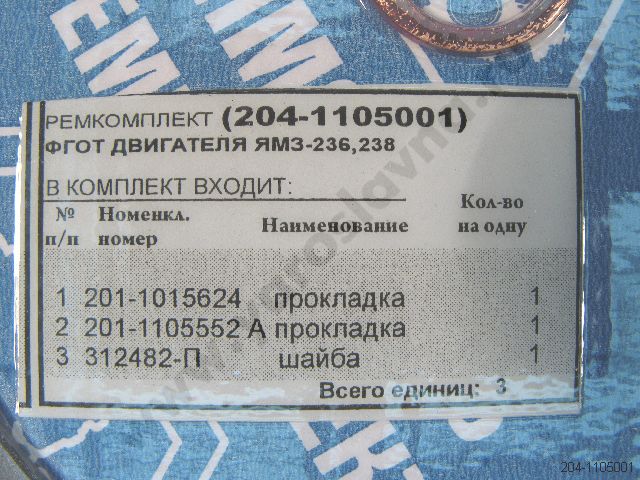 РЕМКОМПЛЕКТ (204-1105001)
ФГОТ ДВИГАТЕЛЯ ЯМЗ-236,238
В КОМПЛЕКТ ВХОДИТ:
№ п/п Номенкл. номер Наименование Кол-во на одну
1 201-1015624 прокладка 1
2 201-1105552 А прокладка 1
3 312482-П шайба 1
Всего единиц: 3
204-1105001